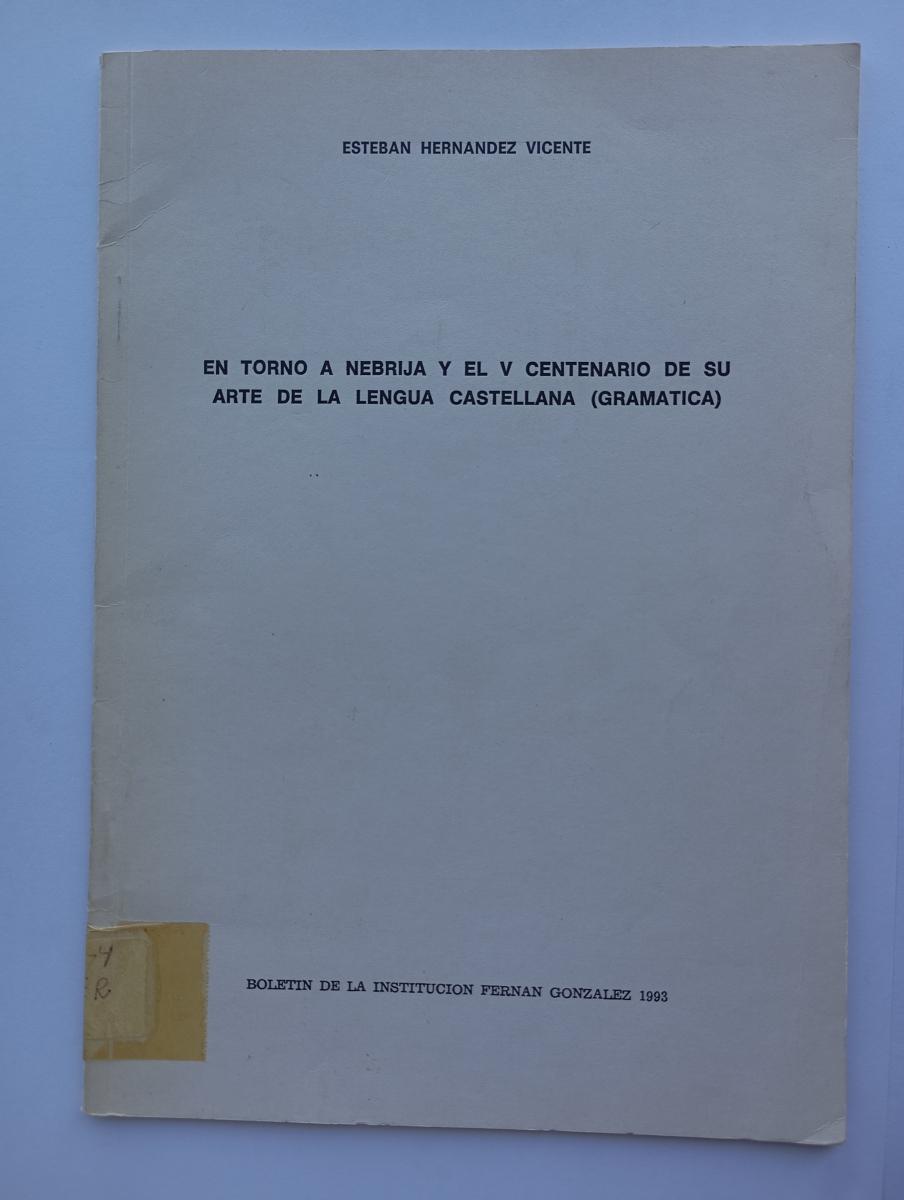 ESTEBAN HERNANDEZ VICENTE
EN TORNO A NEBRIJA Y EL V CENTENARIO DE SU
ARTE DE LA LENGUA CASTELLANA (GRAMATICA)
-4
R
BOLETIN DE LA INSTITUCION FERNAN GONZALEZ 1993